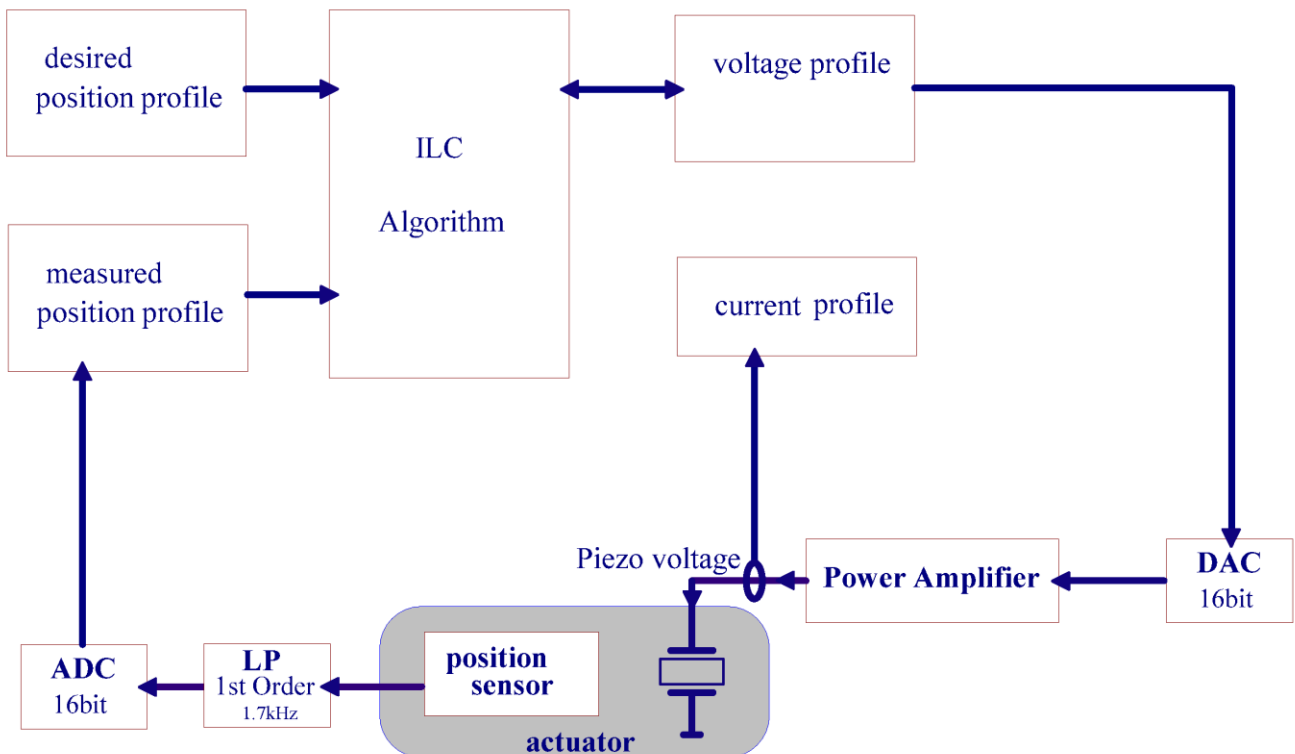 desired
position profile
ILC
Algorithm
voltage profile
measured
position profile
current profile
Piezo voltage
Power Amplifier
DAC
16bit
ADC
16bit
LP
1st Order
1.7kHz
position
sensor
actuator